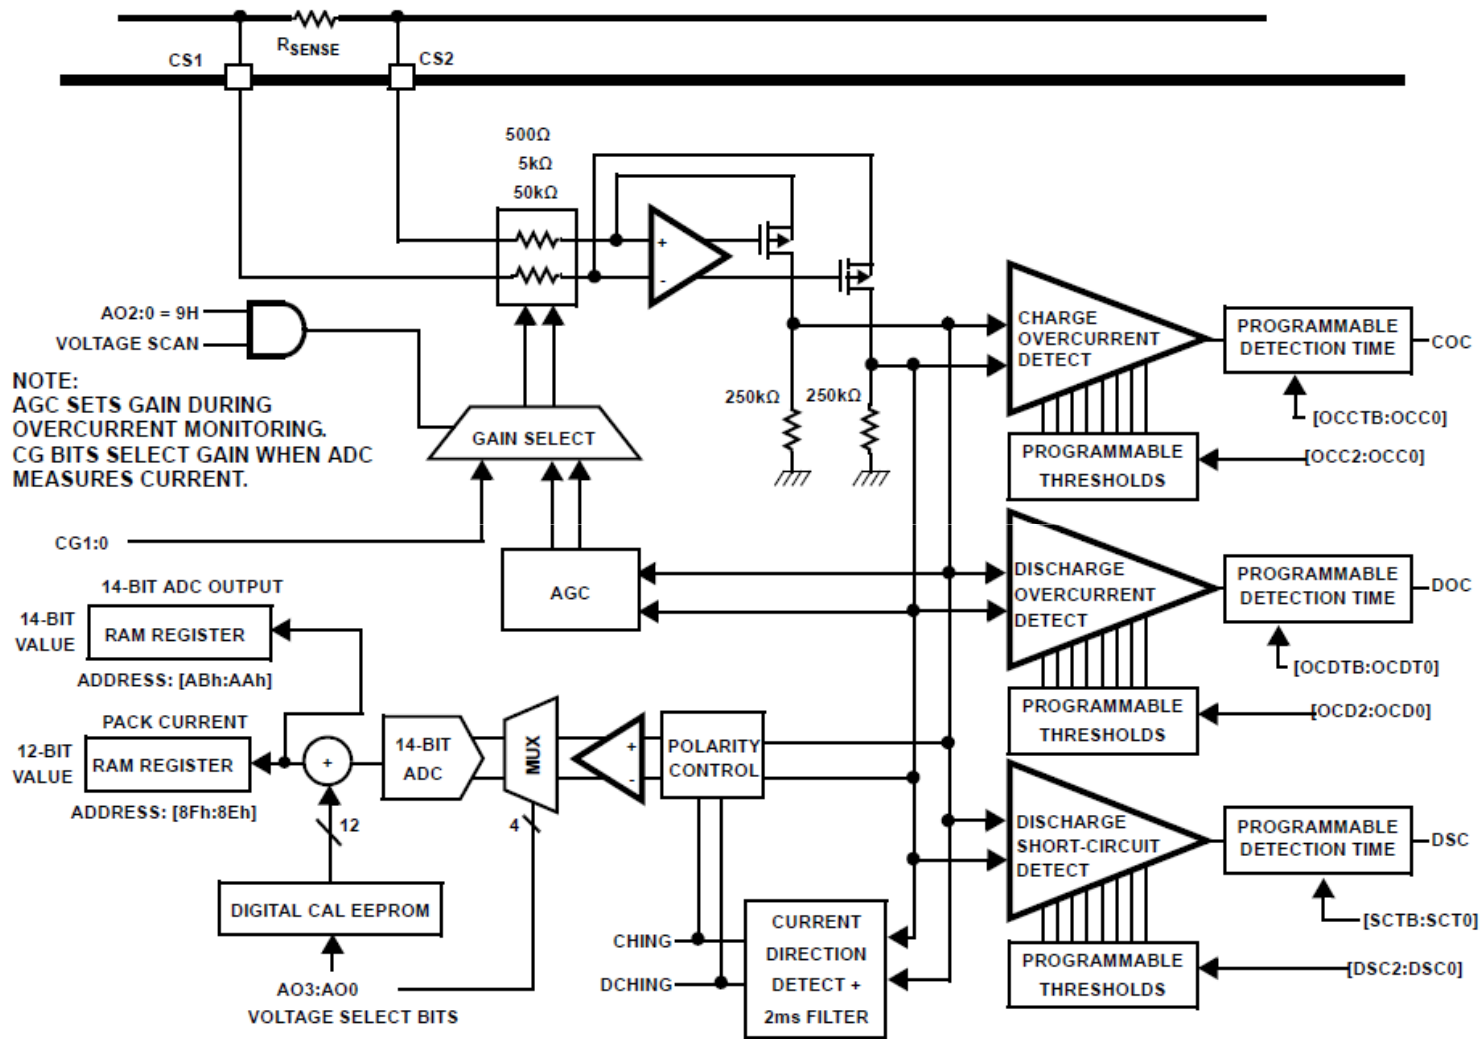 RSENSE
CS1
CS2
500Ω
5kΩ
50kΩ
+
-
AO2:0 = 9H
VOLTAGE SCAN
NOTE:
AGC SETS GAIN DURING
OVERCURRENT MONITORING.
CG BITS SELECT GAIN WHEN ADC
MEASURES CURRENT.
GAIN SELECT
250kΩ
250kΩ
CHARGE
OVERCURRENT
DETECT
PROGRAMMABLE
DETECTION TIME
COC
[OCCTB:OCC0]
PROGRAMMABLE
THRESHOLDS
[OCC2:OCC0]
CG1:0
AGC
DISCHARGE
OVERCURRENT
DETECT
PROGRAMMABLE
DETECTION TIME
DOC
[OCDTB:OCDT0]
PROGRAMMABLE
THRESHOLDS
[OCD2:OCD0]
14-BIT ADC OUTPUT
14-BIT
VALUE
RAM REGISTER
ADDRESS: [ABh:AAh]
PACK CURRENT
12-BIT
VALUE
RAM REGISTER
ADDRESS: [8Fh:8Eh]
+
14-BIT
ADC
MUX
+
-
POLARITY
CONTROL
12
4
DIGITAL CAL EEPROM
AO3:AO0
VOLTAGE SELECT BITS
CHING
DCHING
CURRENT
DIRECTION
DETECT +
2ms FILTER
DISCHARGE
SHORT-CIRCUIT
DETECT
PROGRAMMABLE
DETECTION TIME
DSC
[SCTB:SCT0]
PROGRAMMABLE
THRESHOLDS
[DSC2:DSC0]